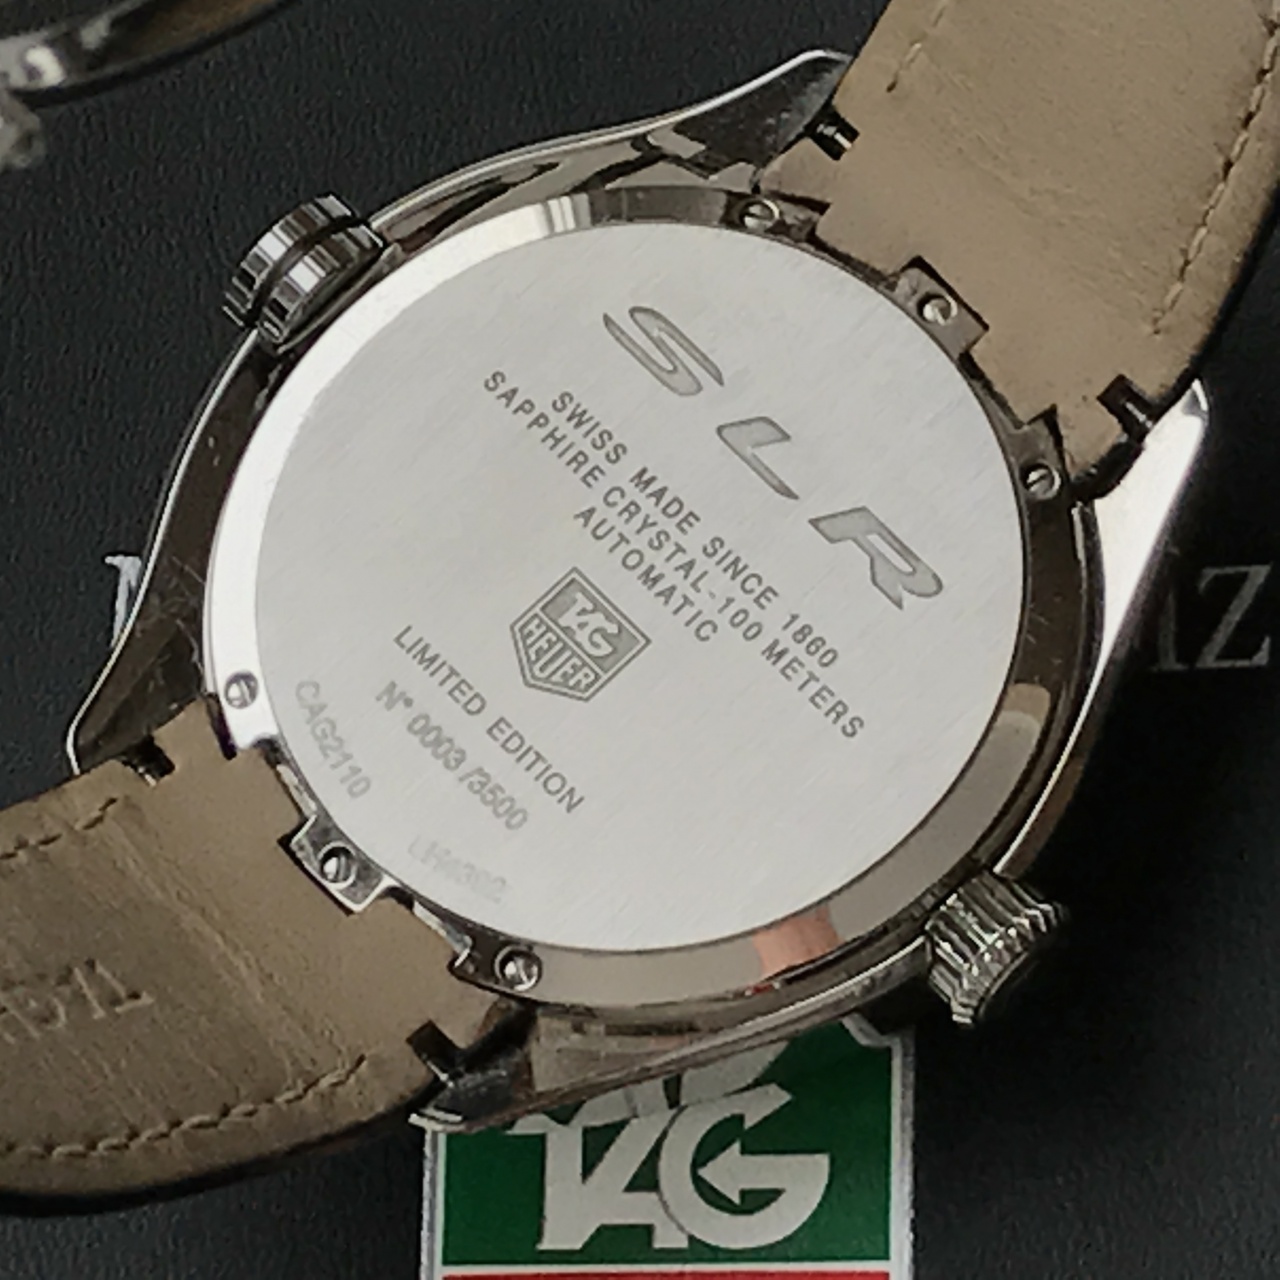 SLR
SWISS MADE SINCE 1860
SAPPHIRE CRYSTAL-100 METERS
AUTOMATIC
TAG
HEUER
LIMITED EDITION
N° 0003/3500
CAG2110
TAG